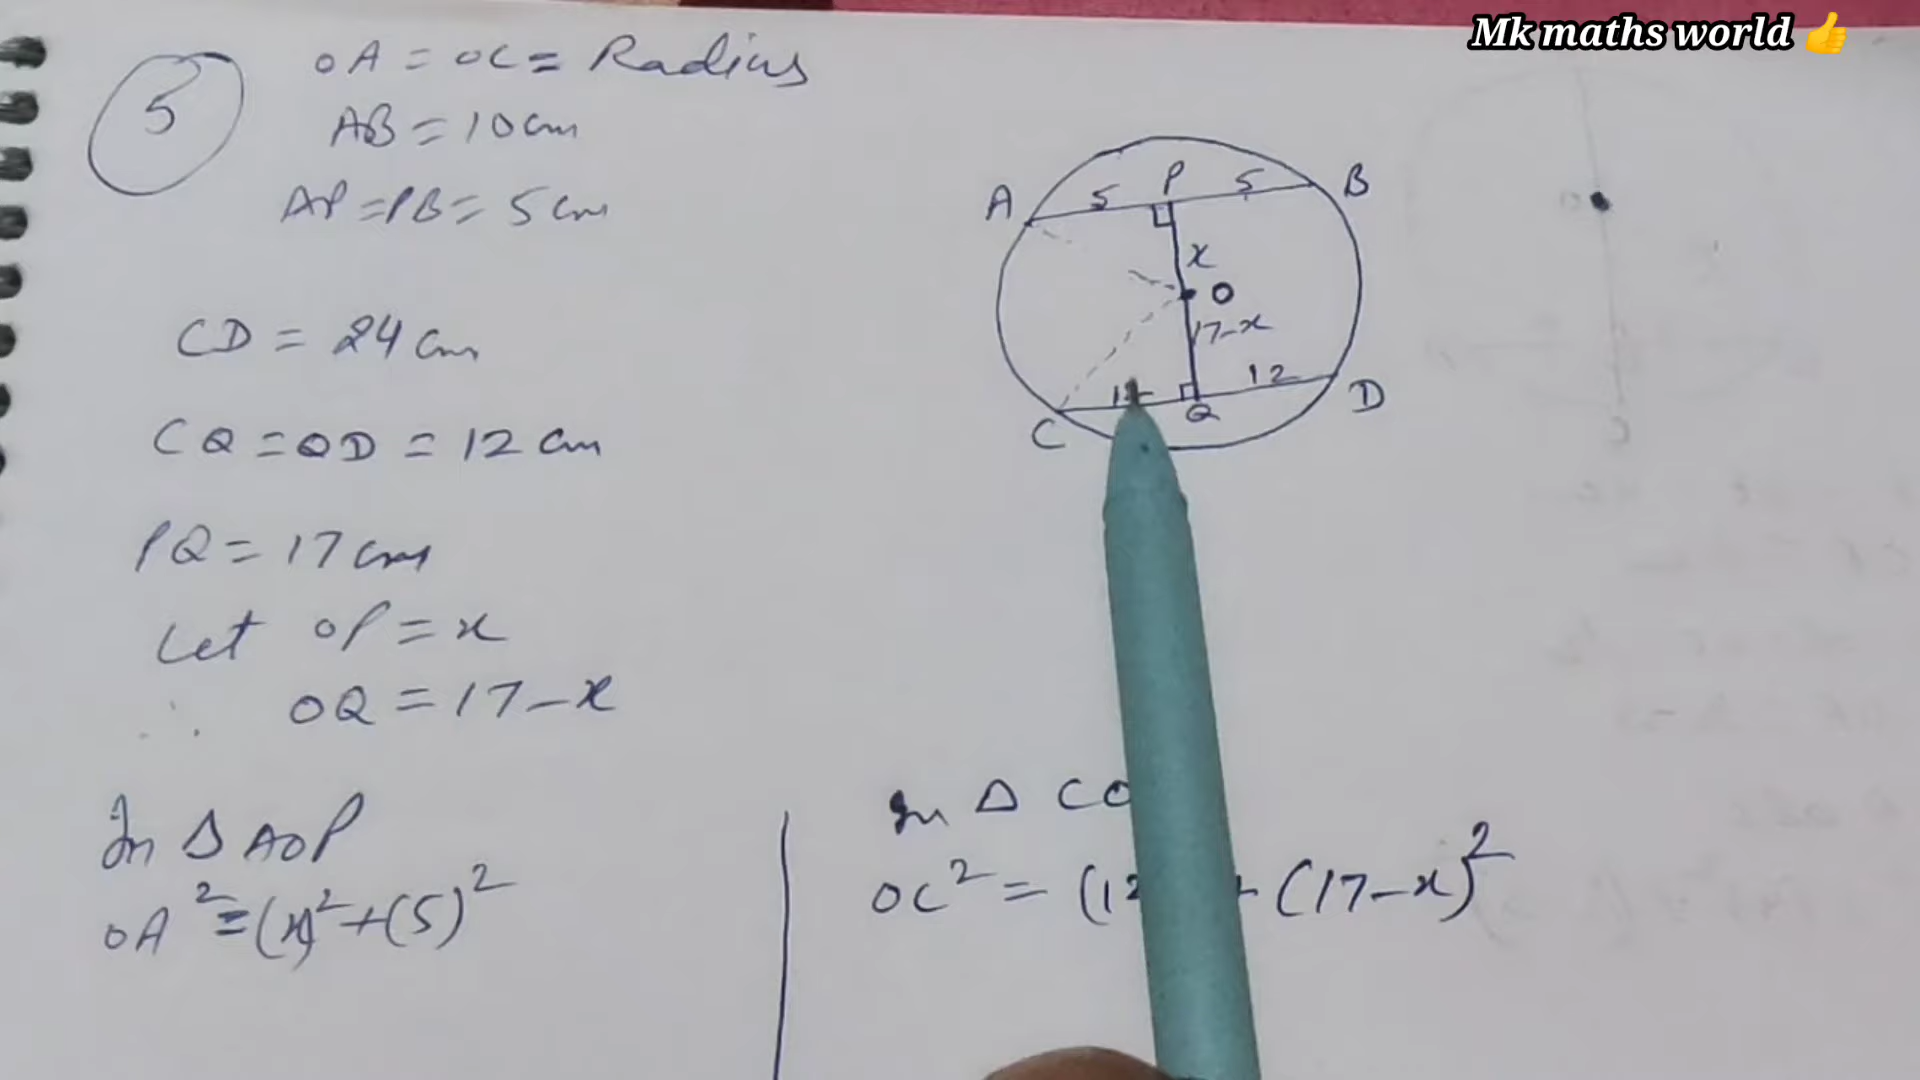 Mk maths world 👍
5
OA = OC = Radius
AB = 10 cm
AP = PB = 5 cm
CD = 24 cm
CQ = QD = 12 cm
PQ = 17 cm
Let OP = x
∴ OQ = 17 - x
In Δ AOP
OA² = (x)² + (5)²
A 5 P 5 B
x
O
17-x
12
C Q D
In Δ CO
OC² = (12 + (17 - x)²